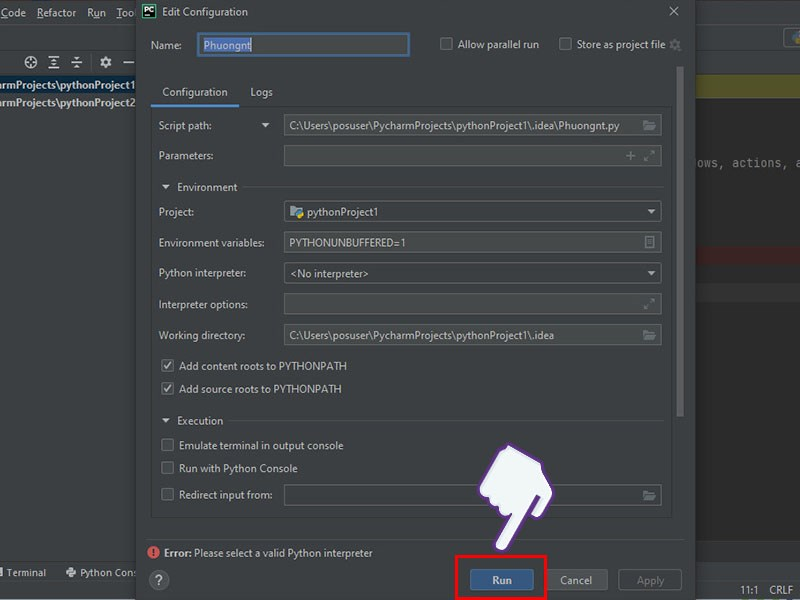 Code Refactor Run Tool
PC Edit Configuration
Name: Phuongnt Allow parallel run Store as project file
armProjects\pythonProject1
armProjects\pythonProject2
Configuration Logs
Script path: C:\Users\posuser\PycharmProjects\pythonProject1\.idea\Phuongnt.py
Parameters:
ows, actions, a
Environment
Project: pythonProject1
Environment variables: PYTHONUNBUFFERED=1
Python interpreter: <No interpreter>
Interpreter options:
Working directory: C:\Users\posuser\PycharmProjects\pythonProject1\.idea
Add content roots to PYTHONPATH
Add source roots to PYTHONPATH
Execution
Emulate terminal in output console
Run with Python Console
Redirect input from:
Error: Please select a valid Python interpreter
Terminal Python Cons
? Run Cancel Apply
11:1 CRLF